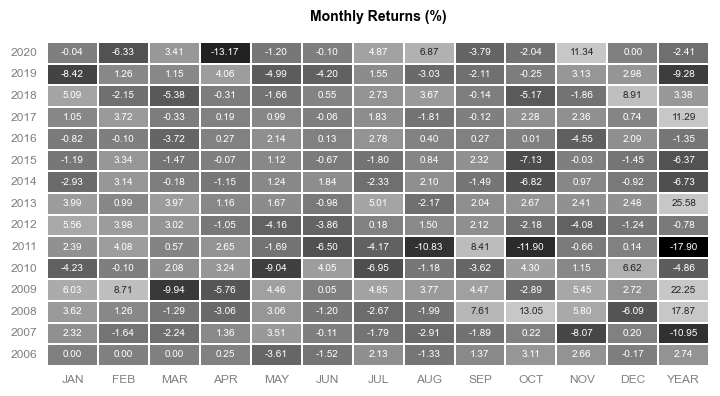 Monthly Returns (%)
2020 -0.04 -6.33 3.41 -13.17 -1.20 -0.10 4.87 6.87 -3.79 -2.04 11.34 0.00 -2.41
2019 -8.42 1.26 1.15 4.06 -4.99 -4.20 1.55 -3.03 -2.11 -0.25 3.13 2.98 -9.28
2018 5.09 -2.15 -5.38 -0.31 -1.66 0.55 2.73 3.67 -0.14 -5.17 -1.86 8.91 3.38
2017 1.05 3.72 -0.33 0.19 0.99 -0.06 1.83 -1.81 -0.12 2.28 2.36 0.74 11.29
2016 -0.82 -0.10 -3.72 0.27 2.14 0.13 2.78 0.40 0.27 0.01 -4.55 2.09 -1.35
2015 -1.19 3.34 -1.47 -0.07 1.12 -0.67 -1.80 0.84 2.32 -7.13 -0.03 -1.45 -6.37
2014 -2.93 3.14 -0.18 -1.15 1.24 1.84 -2.33 2.10 -1.49 -6.82 0.97 -0.92 -6.73
2013 3.99 0.99 3.97 1.16 1.67 -0.98 5.01 -2.17 2.04 2.67 2.41 2.48 25.58
2012 5.56 3.98 3.02 -1.05 -4.16 -3.86 0.18 1.50 2.12 -2.18 -4.08 -1.24 -0.78
2011 2.39 4.08 0.57 2.65 -1.69 -6.50 -4.17 -10.83 8.41 -11.90 -0.66 0.14 -17.90
2010 -4.23 -0.10 2.08 3.24 -9.04 4.05 -6.95 -1.18 -3.62 4.30 1.15 6.62 -4.86
2009 6.03 8.71 -9.94 -5.76 4.46 0.05 4.85 3.77 4.47 -2.89 5.45 2.72 22.25
2008 3.62 1.26 -1.29 -3.06 3.06 -1.20 -2.67 -1.99 7.61 13.05 5.80 -6.09 17.87
2007 2.32 -1.64 -2.24 1.36 3.51 -0.11 -1.79 -2.91 -1.89 0.22 -8.07 0.20 -10.95
2006 0.00 0.00 0.00 0.25 -3.61 -1.52 2.13 -1.33 1.37 3.11 2.66 -0.17 2.74
JAN FEB MAR APR MAY JUN JUL AUG SEP OCT NOV DEC YEAR